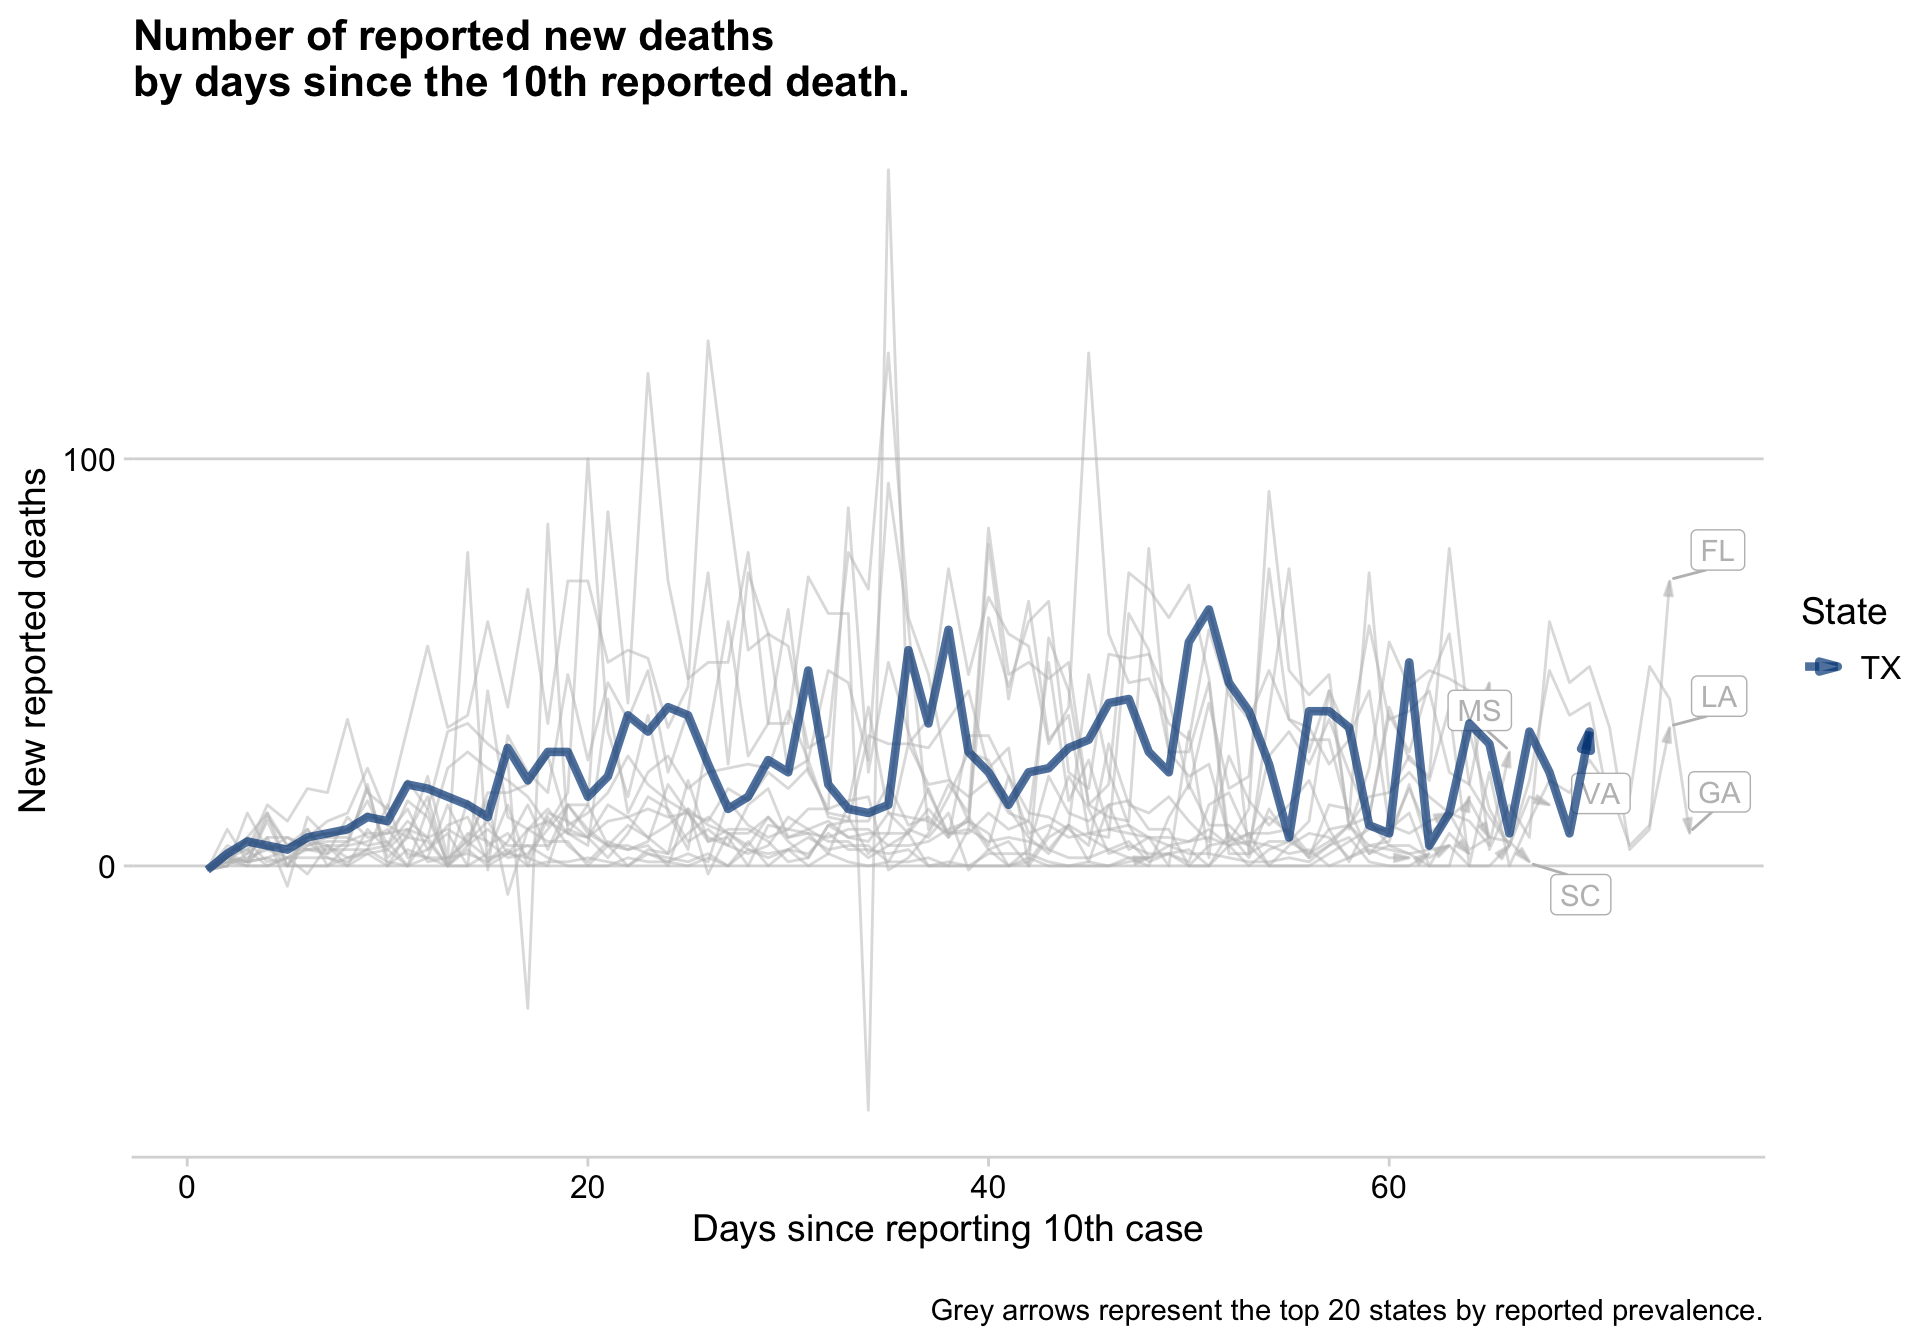 Number of reported new deaths
by days since the 10th reported death.
New reported deaths
100
0
FL
LA
MS
VA
GA
SC
State
TX
0
20
40
60
Days since reporting 10th case
Grey arrows represent the top 20 states by reported prevalence.